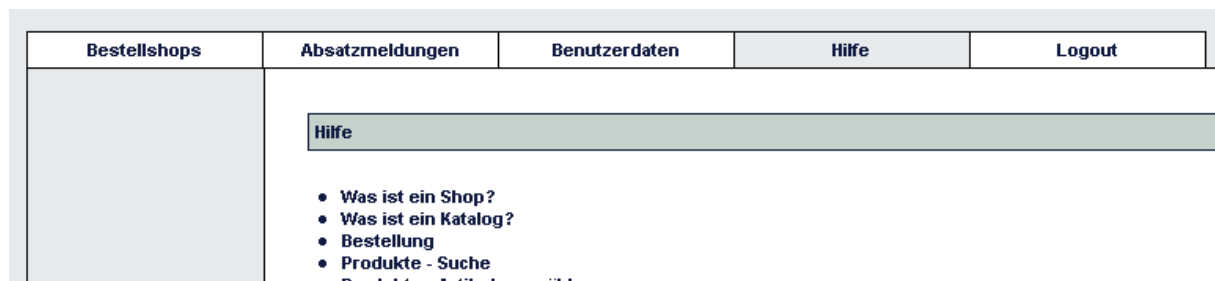 Bestellshops Absatzmeldungen Benutzerdaten Hilfe Logout
Hilfe
Was ist ein Shop?
Was ist ein Katalog?
Bestellung
Produkte - Suche